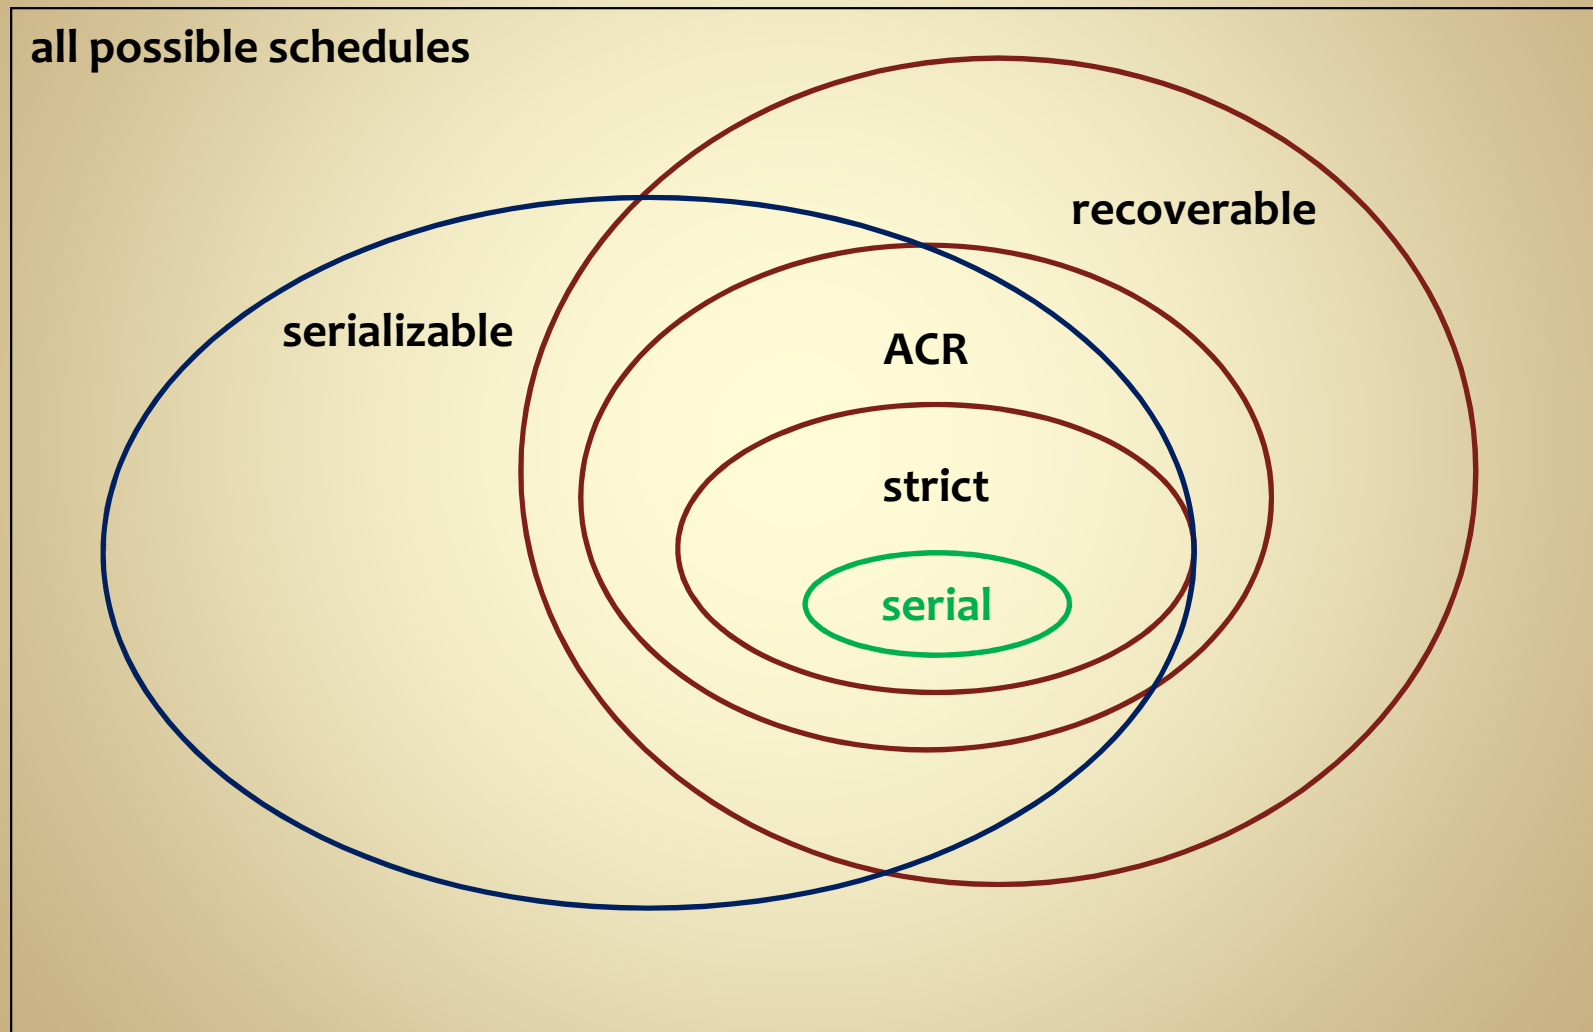 all possible schedules
recoverable
serializable
ACR
strict
serial